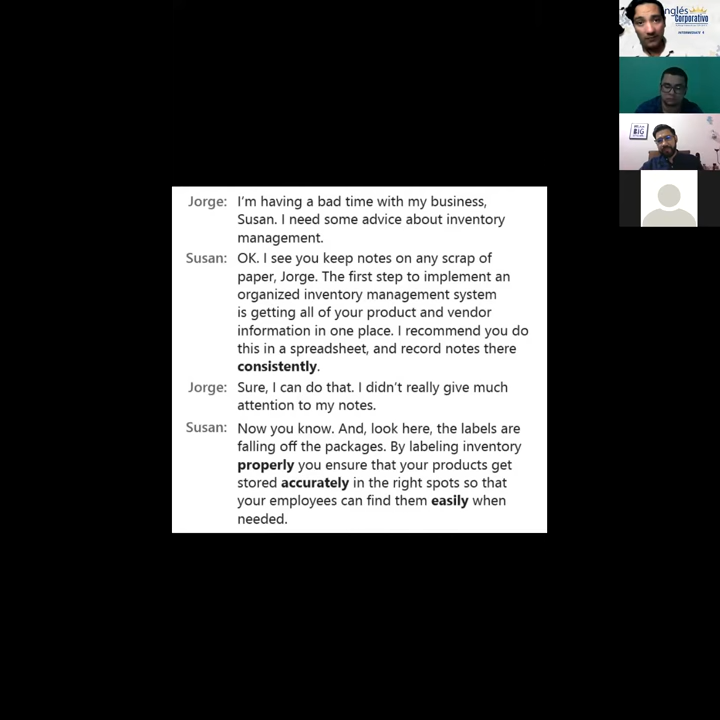 nglés
Corporativo
INTERMEDIATE 4
BIG
Jorge: I'm having a bad time with my business,
Susan. I need some advice about inventory
management.
Susan: OK. I see you keep notes on any scrap of
paper, Jorge. The first step to implement an
organized inventory management system
is getting all of your product and vendor
information in one place. I recommend you do
this in a spreadsheet, and record notes there
consistently.
Jorge: Sure, I can do that. I didn't really give much
attention to my notes.
Susan: Now you know. And, look here, the labels are
falling off the packages. By labeling inventory
properly you ensure that your products get
stored accurately in the right spots so that
your employees can find them easily when
needed.